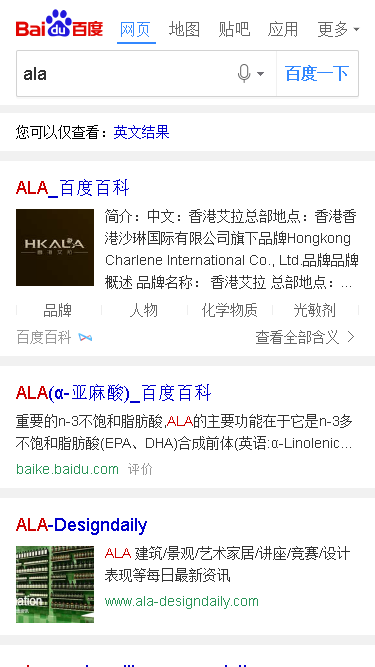 Bai du 百度 网页 地图 贴吧 应用 更多
ala 百度一下
您可以仅查看：英文结果
ALA_百度百科
HKALA
香港艾拉
简介：中文：香港艾拉总部地点：香港香
港沙琳国际有限公司旗下品牌Hongkong
Charlene International Co., Ltd.品牌品牌
概述 品牌名称： 香港艾拉 总部地点：...
品牌 人物 化学物质 光敏剂
百度百科 查看全部含义
ALA(α-亚麻酸)_百度百科
重要的n-3不饱和脂肪酸,ALA的主要功能在于它是n-3多
不饱和脂肪酸(EPA、DHA)合成前体(英语:α-Linolenic...
baike.baidu.com 评价
ALA-Designdaily
ALA 建筑/景观/艺术家居/讲座/竞赛/设计
表现等每日最新资讯
www.ala-designdaily.com